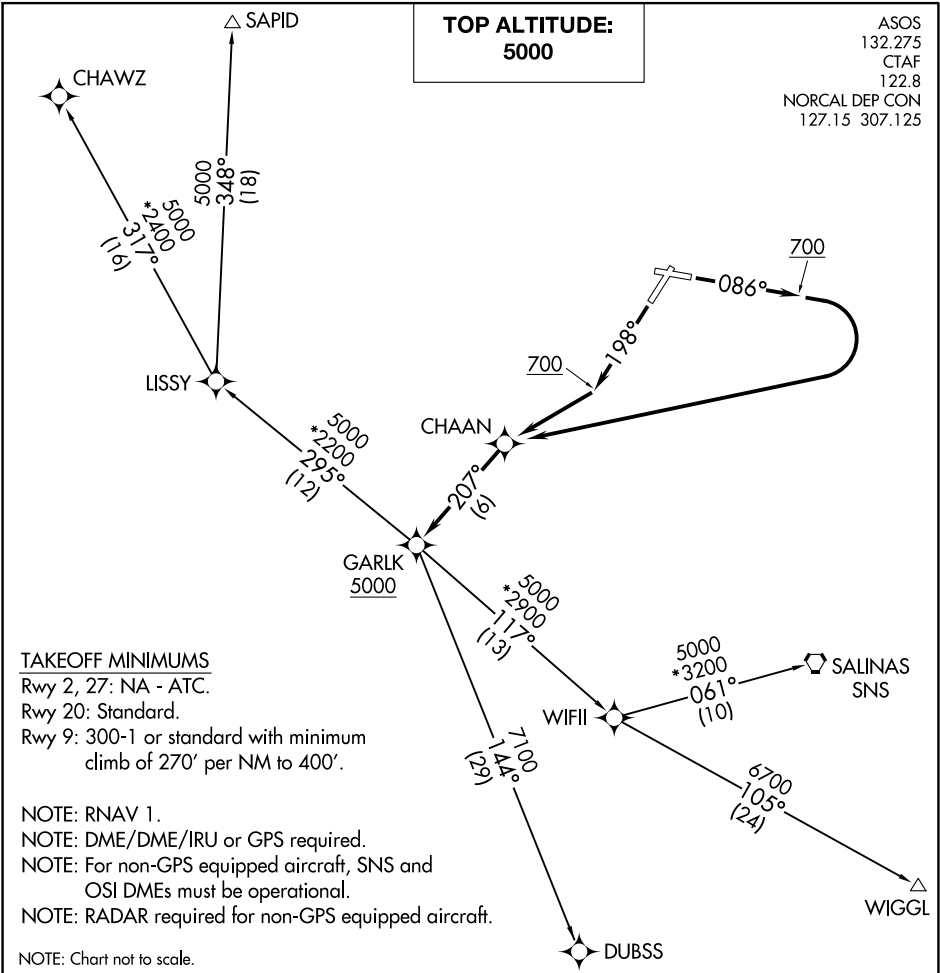 TOP ALTITUDE:
5000
ASOS
132.275
CTAF
122.8
NORCAL DEP CON
127.15 307.125
SAPID
CHAWZ
5000
348°
(18)
5000
*2400
317°
(16)
700
086°
198°
700
LISSY
CHAAN
5000
*2200
295°
(12)
207°
(6)
GARLK
5000
5000
*2900
117°
(13)
5000
*3200
061°
(10)
SALINAS
SNS
WIFII
7100
144°
(29)
6700
105°
(24)
WIGGL
DUBSS
TAKEOFF MINIMUMS
Rwy 2, 27: NA - ATC.
Rwy 20: Standard.
Rwy 9: 300-1 or standard with minimum
climb of 270' per NM to 400'.
NOTE: RNAV 1.
NOTE: DME/DME/IRU or GPS required.
NOTE: For non-GPS equipped aircraft, SNS and
OSI DMEs must be operational.
NOTE: RADAR required for non-GPS equipped aircraft.
NOTE: Chart not to scale.